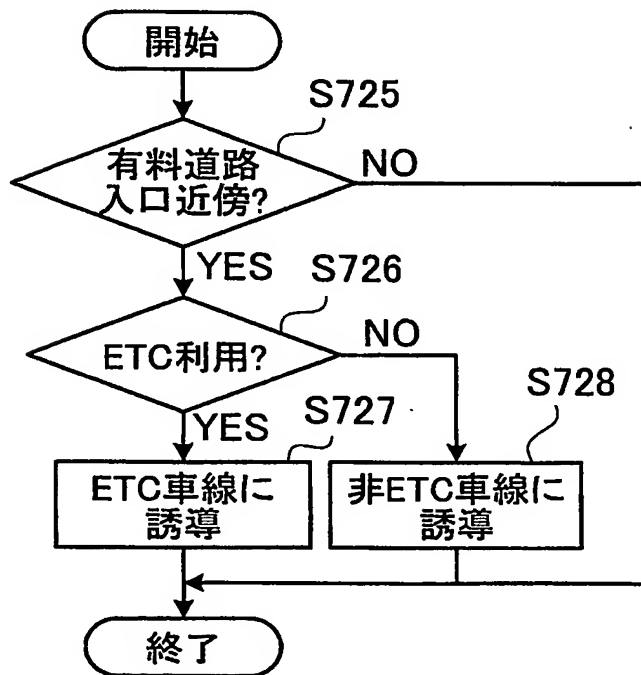 開始
S725
有料道路
入口近傍?
NO
YES
S726
ETC利用?
NO
YES
S727
S728
ETC車線に
誘導
非ETC車線に
誘導
終了